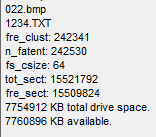 022.bmp
1234.TXT
fre_clust: 242341
n_fatent: 242530
fs_csize: 64
tot_sect: 15521792
fre_sect: 15509824
7754912 KB total drive space.
7760896 KB available.